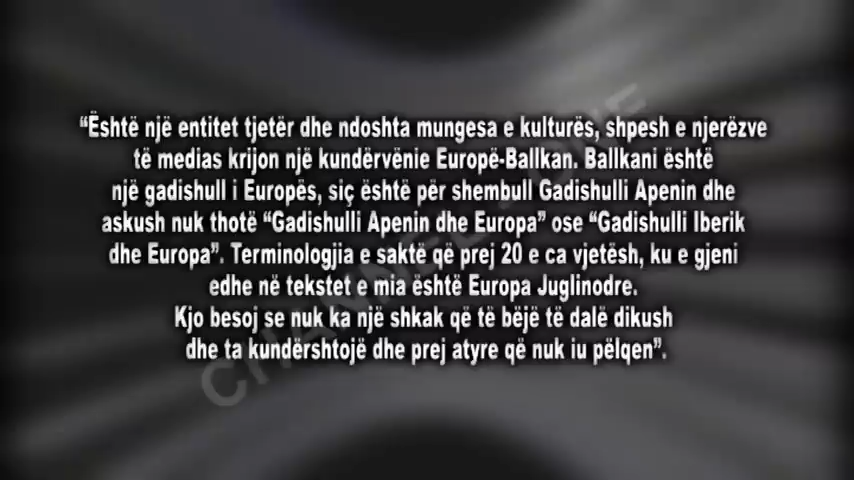 “Është një entitet tjetër dhe ndoshta mungesa e kulturës, shpesh e njerëzve
të medias krijon një kundërvënie Europë-Ballkan. Ballkani është
një gadishull i Europës, siç është për shembull Gadishulli Apenin dhe
askush nuk thotë “Gadishulli Apenin dhe Europa” ose “Gadishulli Iberik
dhe Europa”. Terminologjia e saktë që prej 20 e ca vjetësh, ku e gjeni
edhe në tekstet e mia është Europa Juglinodre.
Kjo besoj se nuk ka një shkak që të bëjë të dalë dikush
dhe ta kundërshtojë dhe prej atyre që nuk iu pëlqen”.